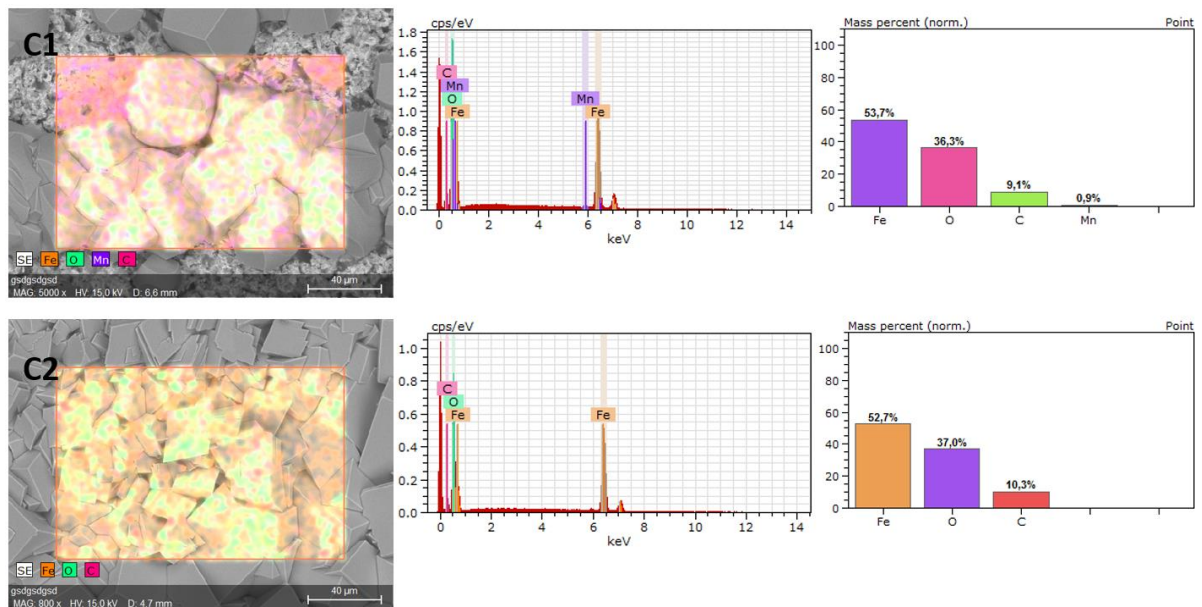 C1
SE Fe O Mn C
gsdgsdgsd
MAG: 5000 x HV: 15,0 kV D: 6,6 mm
40 µm
cps/eV
1.8
1.6
1.4
1.2
1.0
0.8
0.6
0.4
0.2
0.0
C
Mn
O
Fe
Mn
Fe
0 2 4 6 8 10 12 14
keV
Mass percent (norm.) Point
100
80
60
40
20
0
53,7%
36,3%
9,1%
0,9%
Fe O C Mn
C2
SE Fe O C
gsdgsdgsd
MAG: 800 x HV: 15,0 kV D: 4,7 mm
40 µm
cps/eV
1.0
0.8
0.6
0.4
0.2
0.0
C
O
Fe
Fe
0 2 4 6 8 10 12 14
keV
Mass percent (norm.) Point
100
80
60
40
20
0
52,7%
37,0%
10,3%
Fe O C